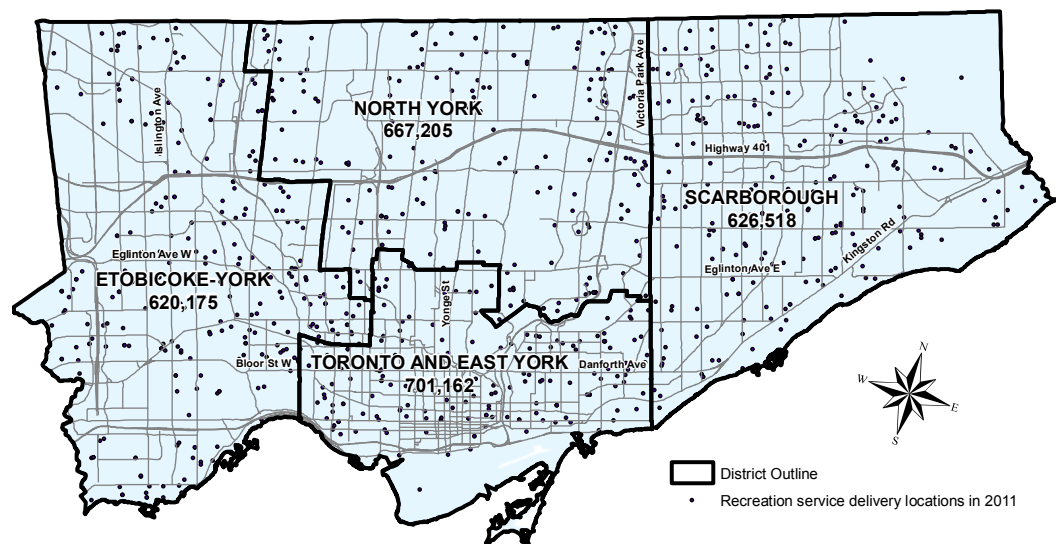 Victoria Park Ave
Islington Ave
NORTH YORK
667,205
Highway 401
SCARBOROUGH
626,518
Kingston Rd
Eglinton Ave W
ETOBICOKE-YORK
620,175
Eglinton Ave E
Yonge St
Bloor St W
TORONTO AND EAST YORK
701,162
Danforth Ave
N
W
E
S
District Outline
Recreation service delivery locations in 2011